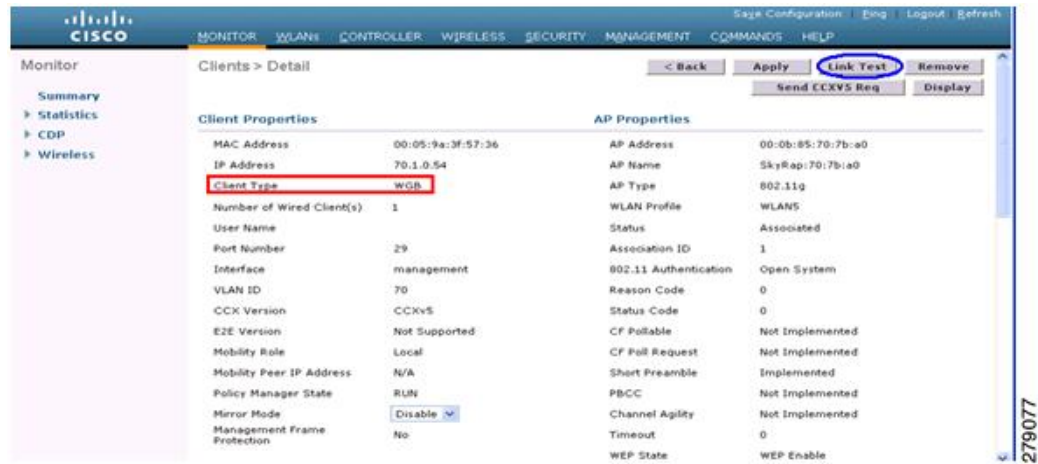 Save Configuration Ping Logout Refresh
CISCO MONITOR WLANs CONTROLLER WIRELESS SECURITY MANAGEMENT COMMANDS HELP
Monitor
Summary
Statistics
CDP
Wireless
Clients > Detail
< Back Apply Link Test Remove
Send CCXV5 Req Display
Client Properties
MAC Address 00:05:9a:3f:57:36
IP Address 70.1.0.54
Client Type WGB
Number of Wired Client(s) 1
User Name
Port Number 29
Interface management
VLAN ID 70
CCX Version CCXv5
E2E Version Not Supported
Mobility Role Local
Mobility Peer IP Address N/A
Policy Manager State RUN
Mirror Mode Disable
Management Frame
Protection No
AP Properties
AP Address 00:0b:85:70:7b:a0
AP Name SkyRap:70:7b:a0
AP Type 802.11g
WLAN Profile WLAN5
Status Associated
Association ID 1
802.11 Authentication Open System
Reason Code 0
Status Code 0
CF Pollable Not Implemented
CF Poll Request Not Implemented
Short Preamble Implemented
PBCC Not Implemented
Channel Agility Not Implemented
Timeout 0
WEP State WEP Enable
279077